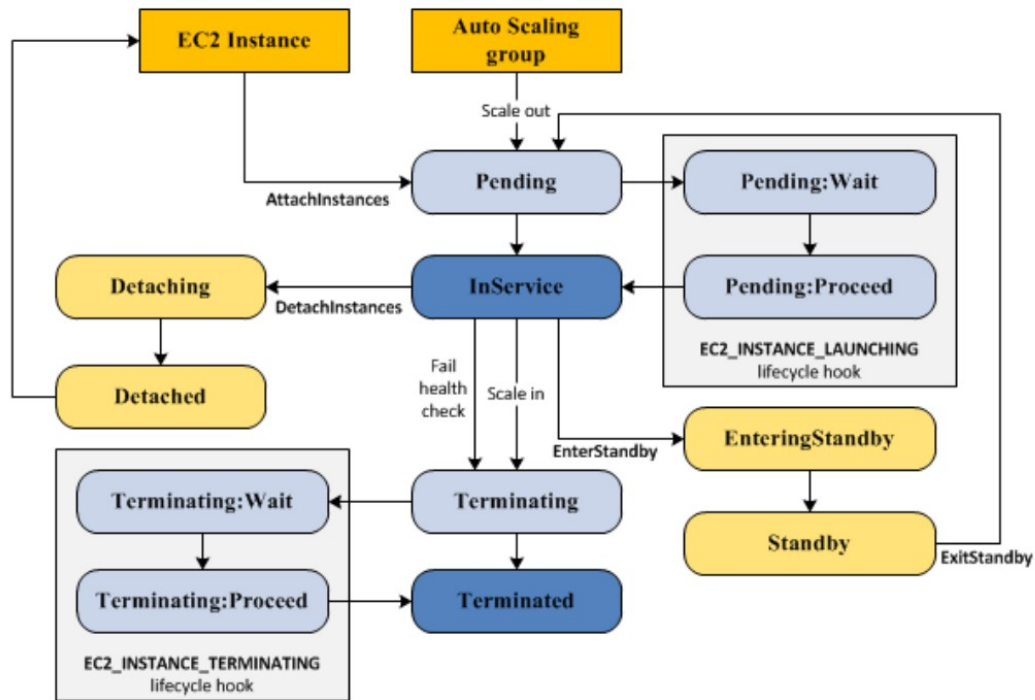 EC2 Instance
Auto Scaling
group
Scale out
Pending
Pending:Wait
AttachInstances
Detaching
InService
Pending:Proceed
DetachInstances
EC2_INSTANCE_LAUNCHING
lifecycle hook
Fail
health
check
Scale in
Detached
EnteringStandby
EnterStandby
Terminating:Wait
Terminating
Standby
ExitStandby
Terminating:Proceed
Terminated
EC2_INSTANCE_TERMINATING
lifecycle hook